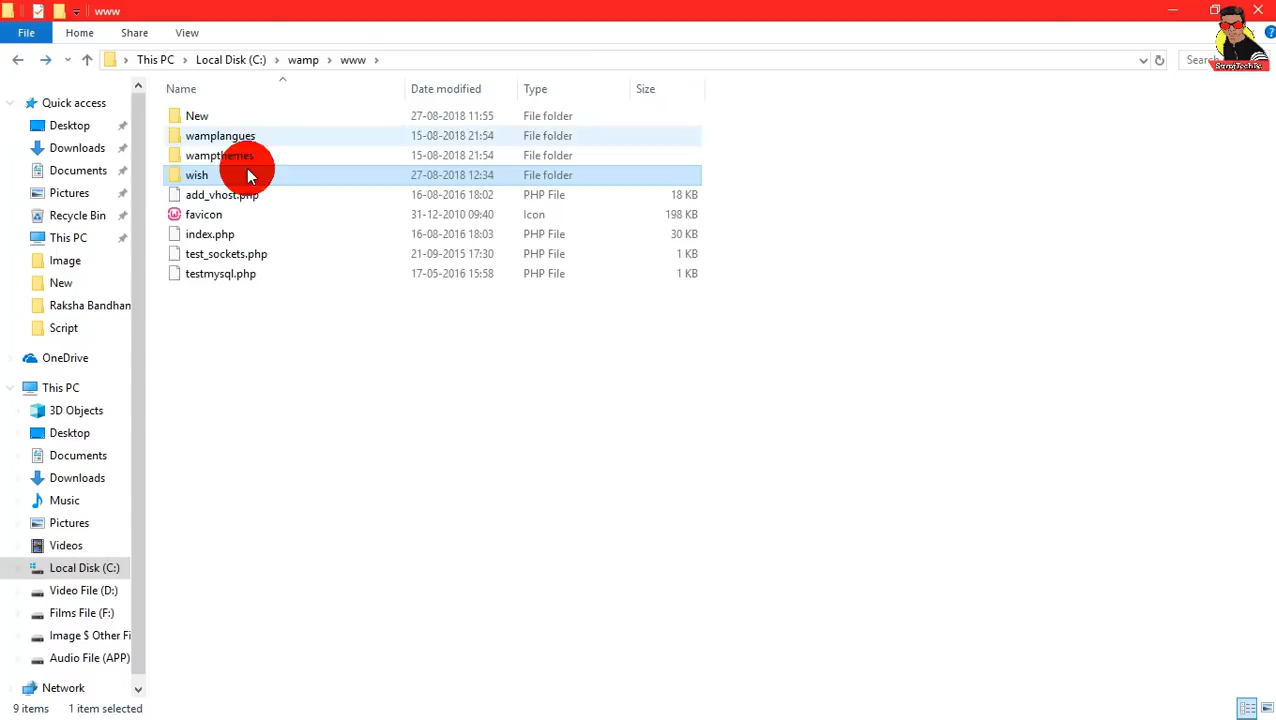 www
File Home Share View
This PC Local Disk (C:) wamp www
Name Date modified Type Size
Quick access
Desktop
Downloads
Documents
Pictures
Recycle Bin
This PC
Image
New
Raksha Bandhan
Script
OneDrive
This PC
3D Objects
Desktop
Documents
Downloads
Music
Pictures
Videos
Local Disk (C:)
Video File (D:)
Films File (F:)
Image $ Other Fi
Audio File (APP)
Network
New 27-08-2018 11:55 File folder
wamplangues 15-08-2018 21:54 File folder
wampthemes 15-08-2018 21:54 File folder
wish 27-08-2018 12:34 File folder
add_vhost.php 16-08-2016 18:02 PHP File 18 KB
favicon 31-12-2010 09:40 Icon 198 KB
index.php 16-08-2016 18:03 PHP File 30 KB
test_sockets.php 21-09-2015 17:30 PHP File 1 KB
testmysql.php 17-05-2016 15:58 PHP File 1 KB
9 items 1 item selected